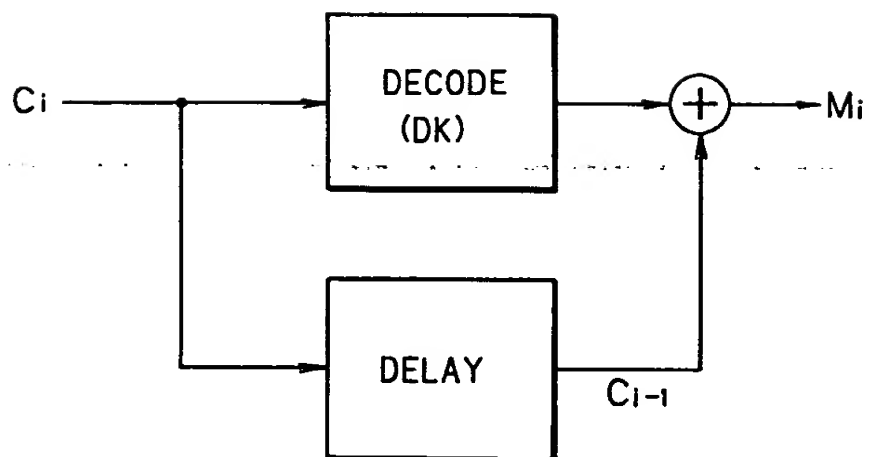 Ci
DECODE
(DK)
+
Mi
DELAY
Ci-1